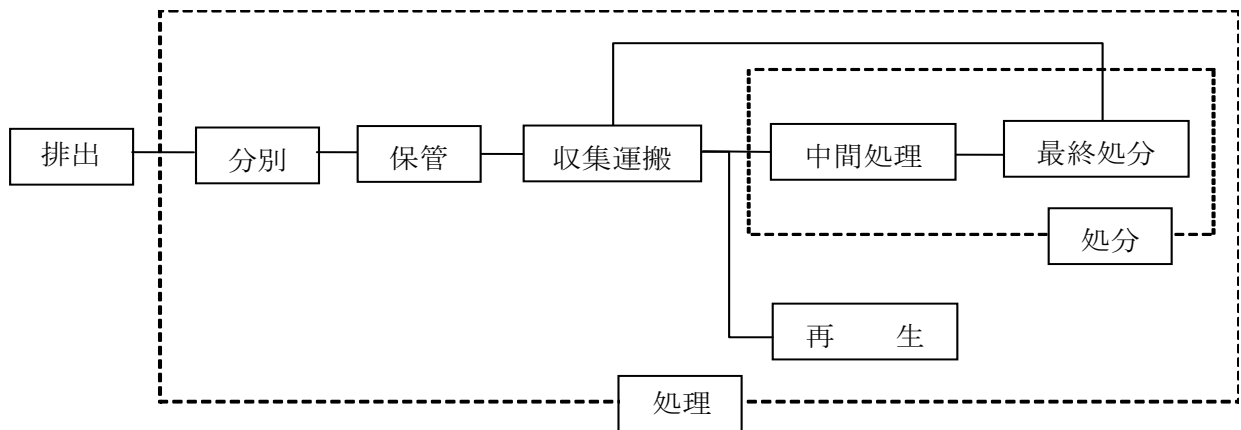 排出
分別
保管
収集運搬
中間処理
最終処分
処分
再 生
処理